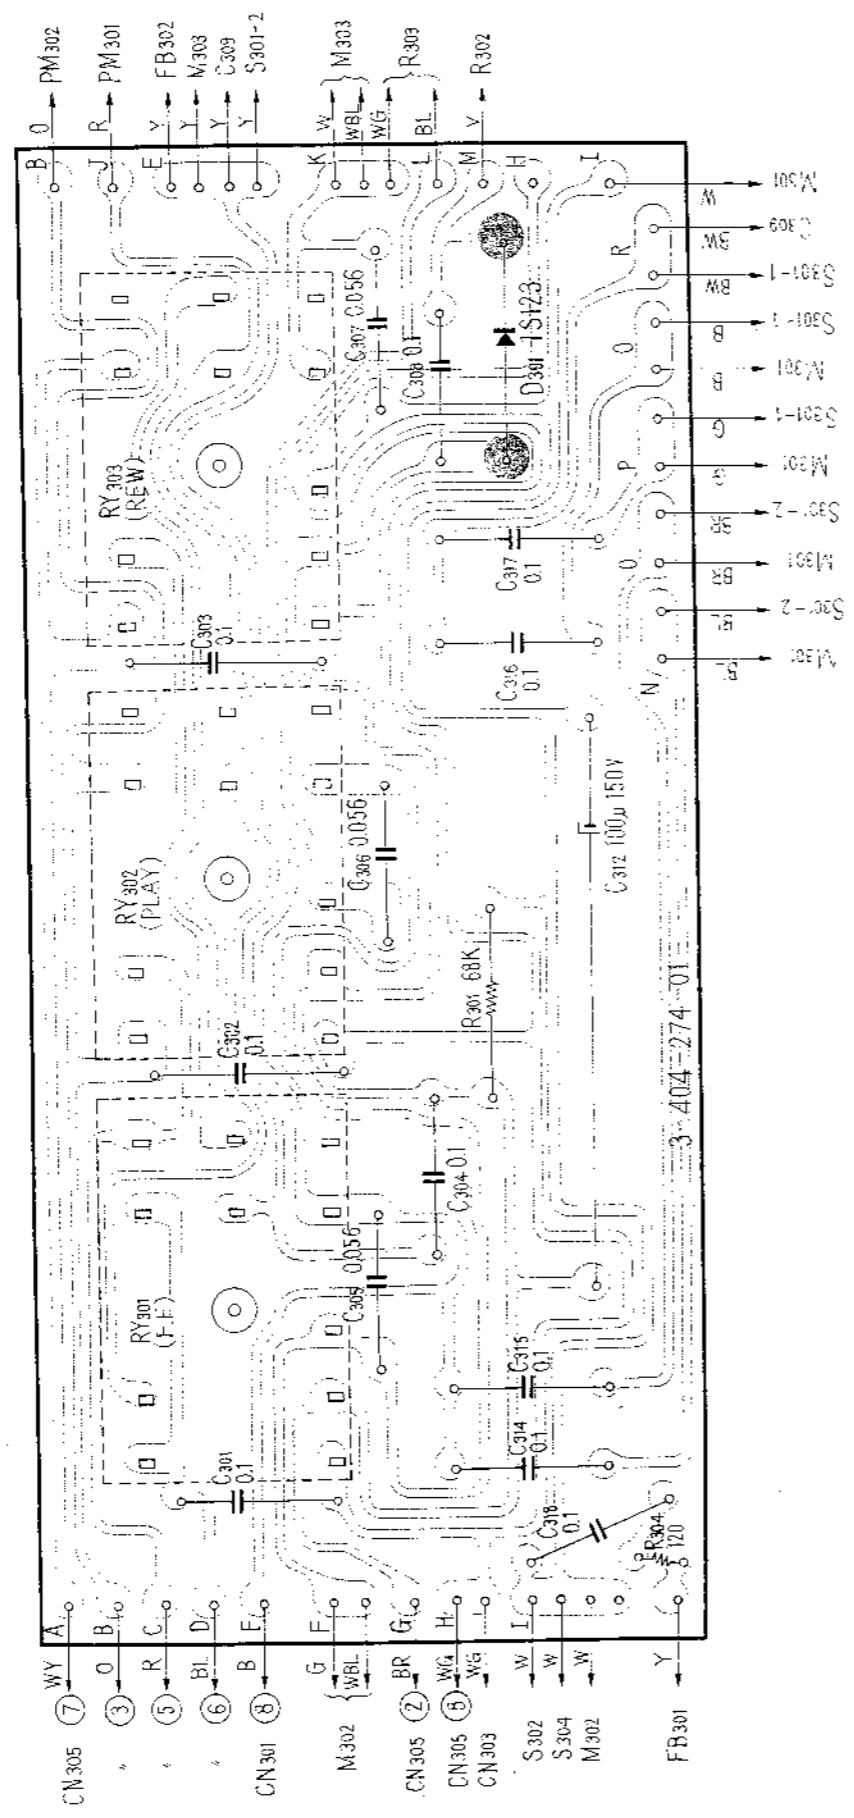 PM302
PM301
FB302
M303
C309
S301-2
M303
R303
R302
O
R
Y
Y
Y
Y
W
WBL
WG
BL
V
B
J
E
K
L
M
H
I
W M301
BW C309
BW S301-1
B S301-1
B M301
G S301-1
G M301
BR S301-2
BR M301
BL S301-2
BL M301
R
Q
P
O
N
RY303
(REW)
C307 0.056
C308 0.1
D301 1S123
C303
0.1
C317
0.1
C316
0.1
RY302
(PLAY)
C306 0.056
C312 100μ 150V
R301 68K
C302
0.1
3-404-274-01
C304 0.1
RY301
(FF)
C305 0.056
C315
0.1
C314
0.1
C301
0.1
C318
0.1
R304
120
A
B
C
D
E
F
G
H
I
WY
O
R
BL
B
G
WBL
BR
WG
WG
W
W
W
Y
CN305 7
" 3
" 5
" 6
CN301 8
M302
CN305 2
CN305 8
CN303
S302
S304
M302
FB301